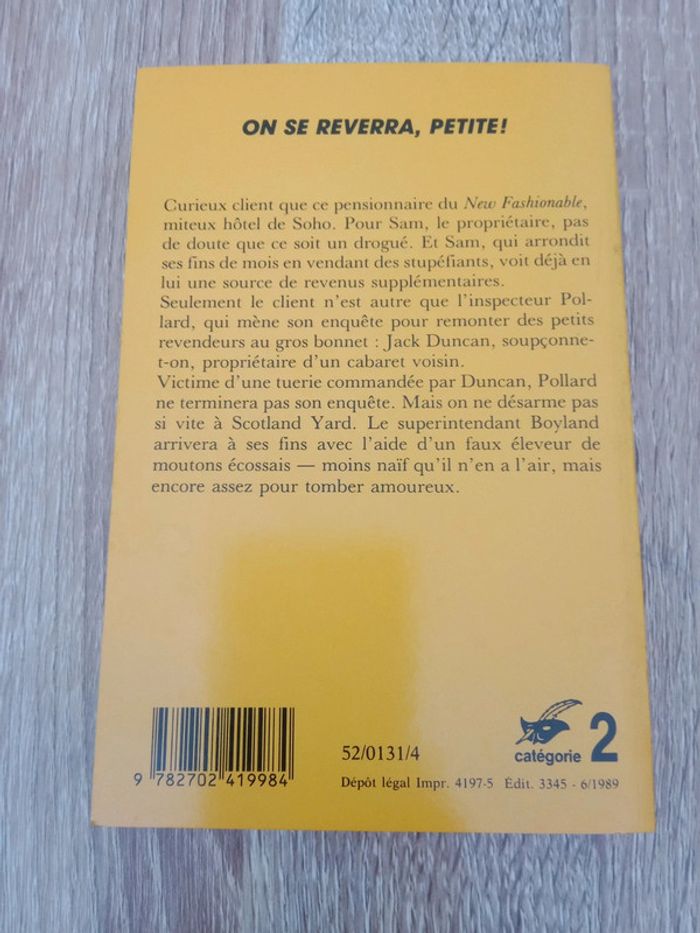 ON SE REVERRA, PETITE!
Curieux client que ce pensionnaire du New Fashionable,
miteux hôtel de Soho. Pour Sam, le propriétaire, pas
de doute que ce soit un drogué. Et Sam, qui arrondit
ses fins de mois en vendant des stupéfiants, voit déjà en
lui une source de revenus supplémentaires.
Seulement le client n'est autre que l'inspecteur Pol-
lard, qui mène son enquête pour remonter des petits
revendeurs au gros bonnet : Jack Duncan, soupçonne-
t-on, propriétaire d'un cabaret voisin.
Victime d'une tuerie commandée par Duncan, Pollard
ne terminera pas son enquête. Mais on ne désarme pas
si vite à Scotland Yard. Le superintendant Boyland
arrivera à ses fins avec l'aide d'un faux éleveur de
moutons écossais — moins naïf qu'il n'en a l'air, mais
encore assez pour tomber amoureux.
9 782702 419984
52/0131/4
Dépôt légal Impr. 4197-5 Édit. 3345 - 6/1989
catégorie 2